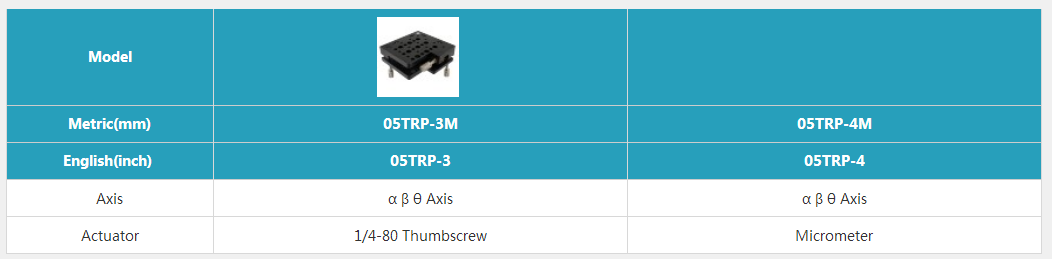 Model
Metric(mm) 05TRP-3M 05TRP-4M
English(inch) 05TRP-3 05TRP-4
Axis α β θ Axis α β θ Axis
Actuator 1/4-80 Thumbscrew Micrometer